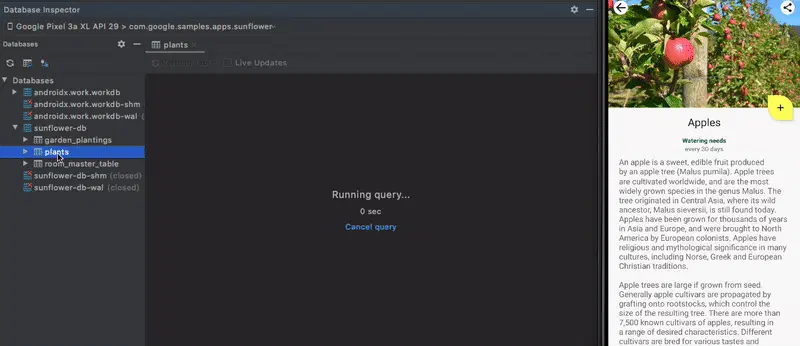 Database Inspector
Google Pixel 3a XL API 29 > com.google.samples.apps.sunflower
Databases
plants
Live Updates
Databases
androidx.work.workdb
androidx.work.workdb-shm
androidx.work.workdb-wal
sunflower-db
garden_plantings
plants
room_master_table
sunflower-db-shm (closed)
sunflower-db-wal (closed)
Running query...
0 sec
Cancel query
Apples
Watering needs
every 30 days
An apple is a sweet, edible fruit produced
by an apple tree (Malus pumila). Apple trees
are cultivated worldwide, and are the most
widely grown species in the genus Malus. The
tree originated in Central Asia, where its wild
ancestor, Malus sieversii, is still found today.
Apples have been grown for thousands of years
in Asia and Europe, and were brought to North
America by European colonists. Apples have
religious and mythological significance in many
cultures, including Norse, Greek and European
Christian traditions.
Apple trees are large if grown from seed.
Generally apple cultivars are propagated by
grafting onto rootstocks, which control the
size of the resulting tree. There are more than
7,500 known cultivars of apples, resulting in
a range of desired characteristics. Different
cultivars are bred for various tastes and